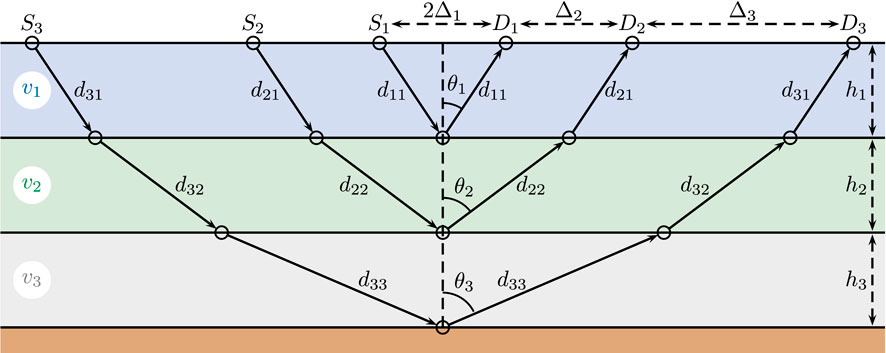 S₃ S₂ S₁ 2Δ₁ D₁ Δ₂ D₂ Δ₃ D₃
v₁ d₃₁ d₂₁ d₁₁ θ₁ d₁₁ d₂₁ d₃₁ h₁
v₂ d₃₂ d₂₂ θ₂ d₂₂ d₃₂ h₂
v₃ d₃₃ θ₃ d₃₃ h₃